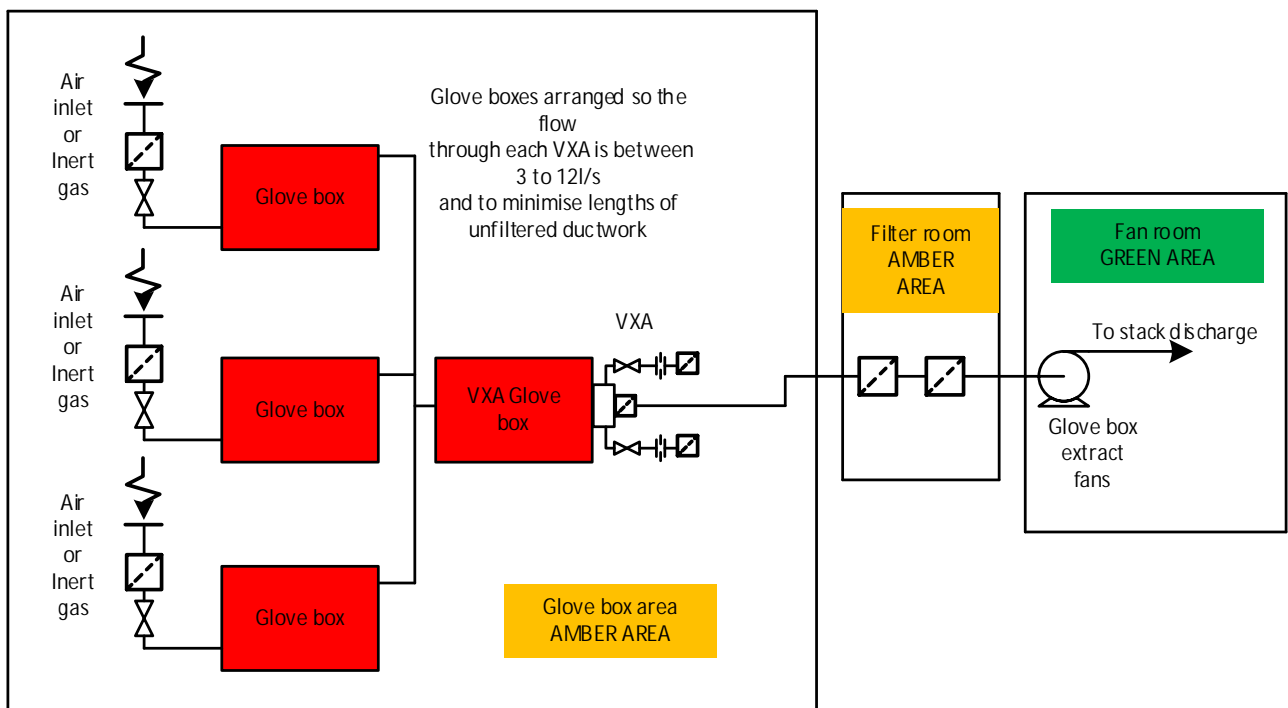 Air
inlet
or
Inert
gas
Glove box
Glove boxes arranged so the
flow
through each VXA is between
3 to 12l/s
and to minimise lengths of
unfiltered ductwork
Filter room
AMBER
AREA
Fan room
GREEN AREA
Air
inlet
or
Inert
gas
Glove box
VXA Glove
box
VXA
To stack discharge
Glove box
extract
fans
Air
inlet
or
Inert
gas
Glove box
Glove box area
AMBER AREA